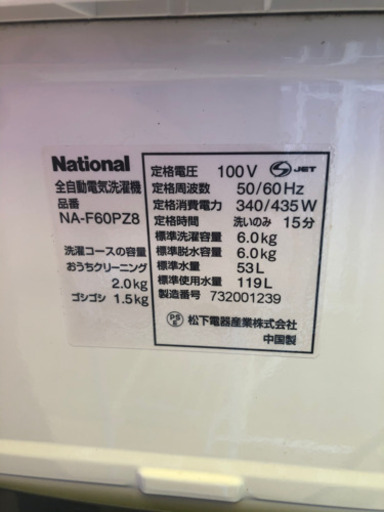 National
全自動電気洗濯機
品番
NA-F60PZ8
洗濯コースの容量
おうちクリーニング
2.0kg
ゴシゴシ 1.5kg
定格電圧 100V JET
定格周波数 50/60Hz
定格消費電力 340/435W
定格時間 洗いのみ 15分
標準洗濯容量 6.0kg
標準脱水容量 6.0kg
標準水量 53L
標準使用水量 119L
製造番号 732001239
PSE 松下電器産業株式会社
中国製